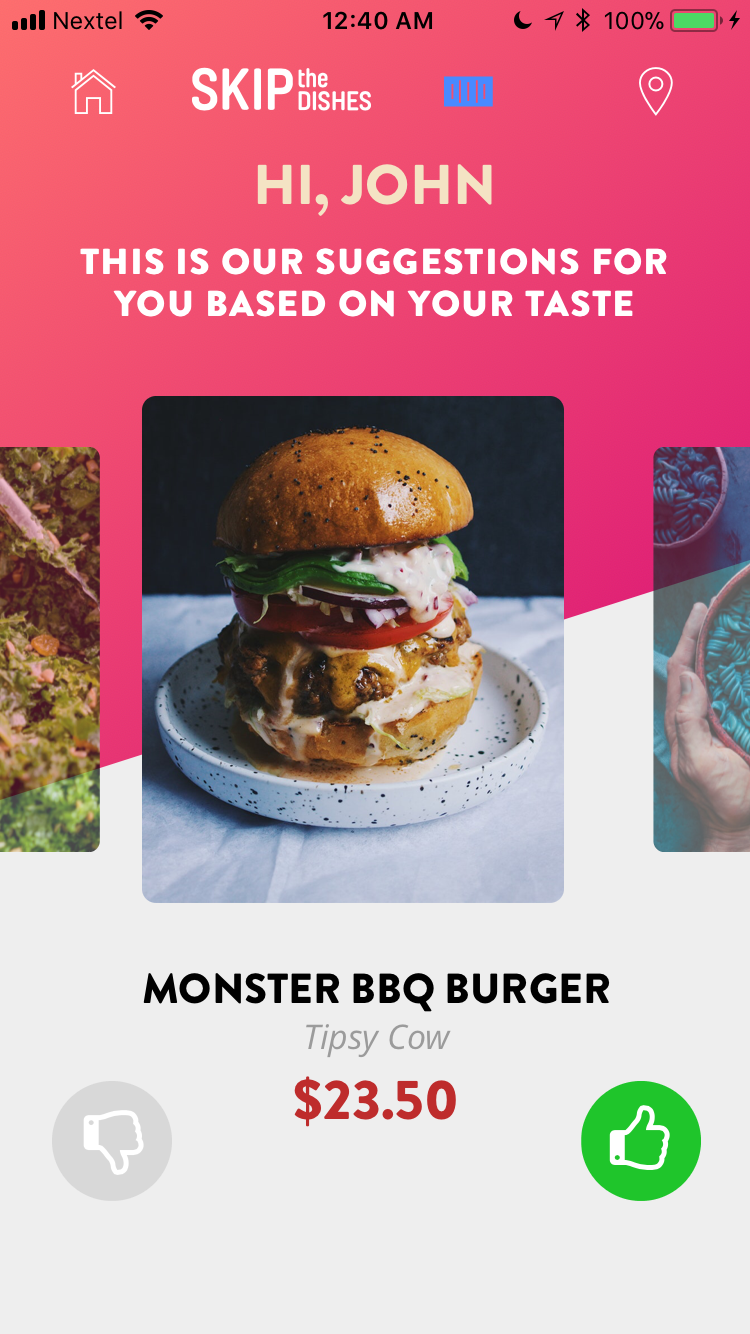 Nextel 12:40 AM 100%
SKIP the DISHES
HI, JOHN
THIS IS OUR SUGGESTIONS FOR
YOU BASED ON YOUR TASTE
MONSTER BBQ BURGER
Tipsy Cow
$23.50